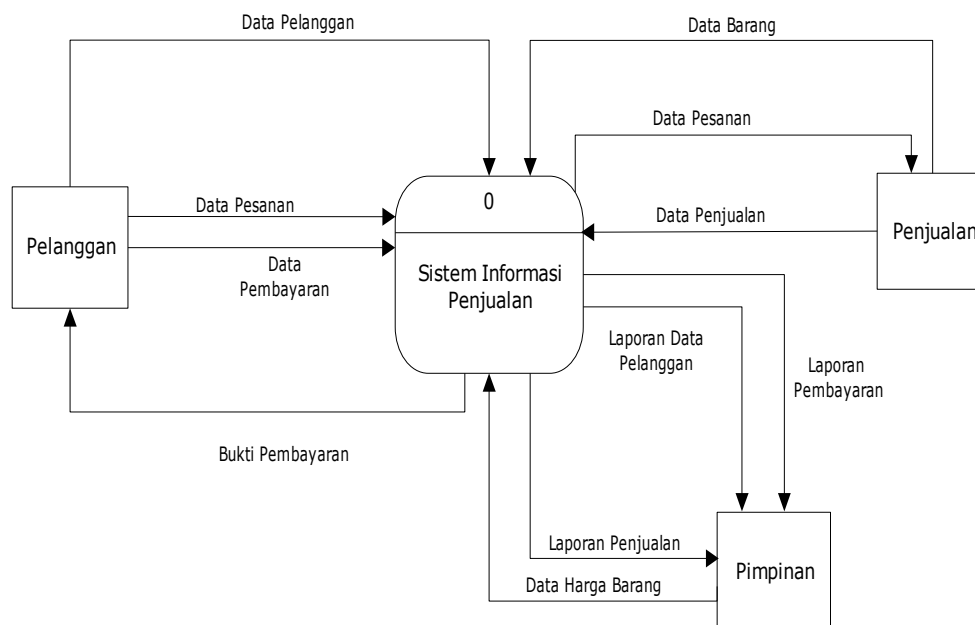 Data Pelanggan
Data Barang
Data Pesanan
0
Data Pesanan
Data Penjualan
Pelanggan
Penjualan
Data
Pembayaran
Sistem Informasi
Penjualan
Laporan Data
Pelanggan
Laporan
Pembayaran
Bukti Pembayaran
Laporan Penjualan
Data Harga Barang
Pimpinan